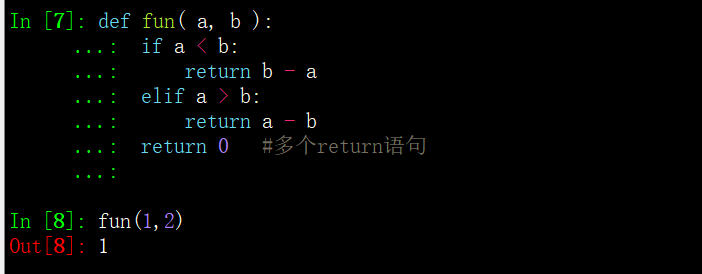 In [7]: def fun( a, b ):
   ...:     if a < b:
   ...:         return b - a
   ...:     elif a > b:
   ...:         return a - b
   ...:     return 0   #多个return语句
   ...:
In [8]: fun(1,2)
Out[8]: 1